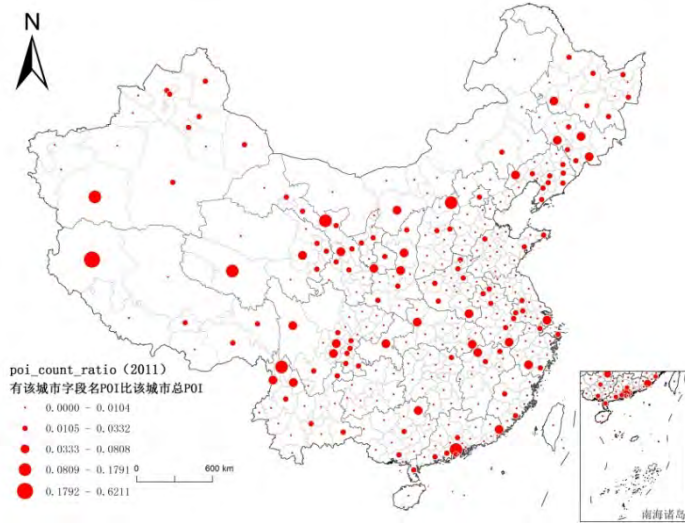 N
poi_count_ratio（2011）
有该城市字段名POI比该城市总POI
0.0000 - 0.0104
0.0105 - 0.0332
0.0333 - 0.0808
0.0809 - 0.1791
0.1792 - 0.6211
0 600 km
南海诸岛